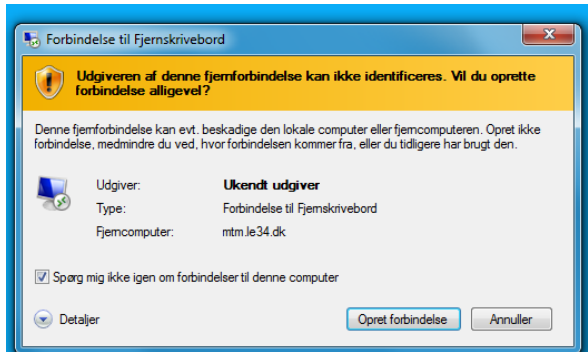 Forbindelse til Fjernskrivebord
Udgiveren af denne fjernforbindelse kan ikke identificeres. Vil du oprette
forbindelse alligevel?
Denne fjernforbindelse kan evt. beskadige den lokale computer eller fjerncomputeren. Opret ikke
forbindelse, medmindre du ved, hvor forbindelsen kommer fra, eller du tidligere har brugt den.
Udgiver: Ukendt udgiver
Type: Forbindelse til Fjernskrivebord
Fjerncomputer: mtm.le34.dk
Spørg mig ikke igen om forbindelser til denne computer
Detaljer Opret forbindelse Annuller